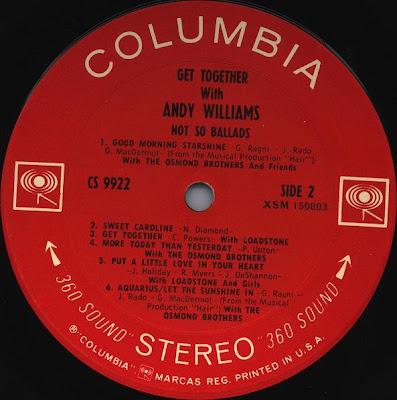 COLUMBIA
GET TOGETHER
With
ANDY WILLIAMS
NOT SO BALLADS
1. GOOD MORNING STARSHINE - G. Ragni - J. Rado -
G. MacDermot - (From the Musical Production "Hair")
With THE OSMOND BROTHERS And Friends
CS 9922
SIDE 2
XSM 150803
2. SWEET CAROLINE - N. Diamond -
3. GET TOGETHER - C. Powers- With LOADSTONE
4. MORE TODAY THAN YESTERDAY - P. Upton-
With THE OSMOND BROTHERS
5. PUT A LITTLE LOVE IN YOUR HEART
- J. Holiday - R. Myers - J. DeShannon-
With LOADSTONE And Girls
6. AQUARIUS/LET THE SUNSHINE IN - G. Ragni -
J. Rado - G. MacDermot - (From the Musical
Production "Hair") With THE
OSMOND BROTHERS
"360 SOUND" STEREO "360 SOUND"
® "COLUMBIA" MARCAS REG. PRINTED IN U.S.A.